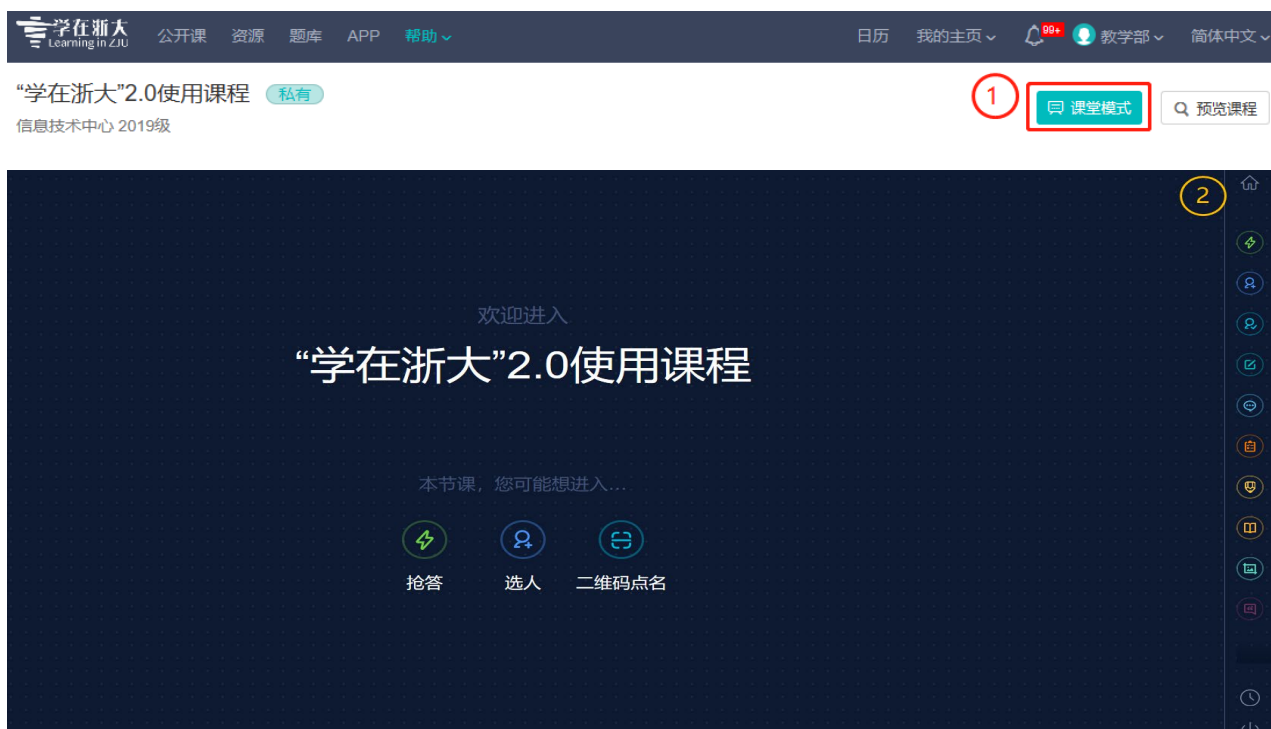 学在浙大
Learning in ZJU
公开课 资源 题库 APP 帮助 日历 我的主页 99+ 教学部 简体中文
“学在浙大”2.0使用课程 私有
信息技术中心 2019级
1 课堂模式 预览课程
2
欢迎进入
“学在浙大”2.0使用课程
本节课，您可能想进入...
抢答 选人 二维码点名